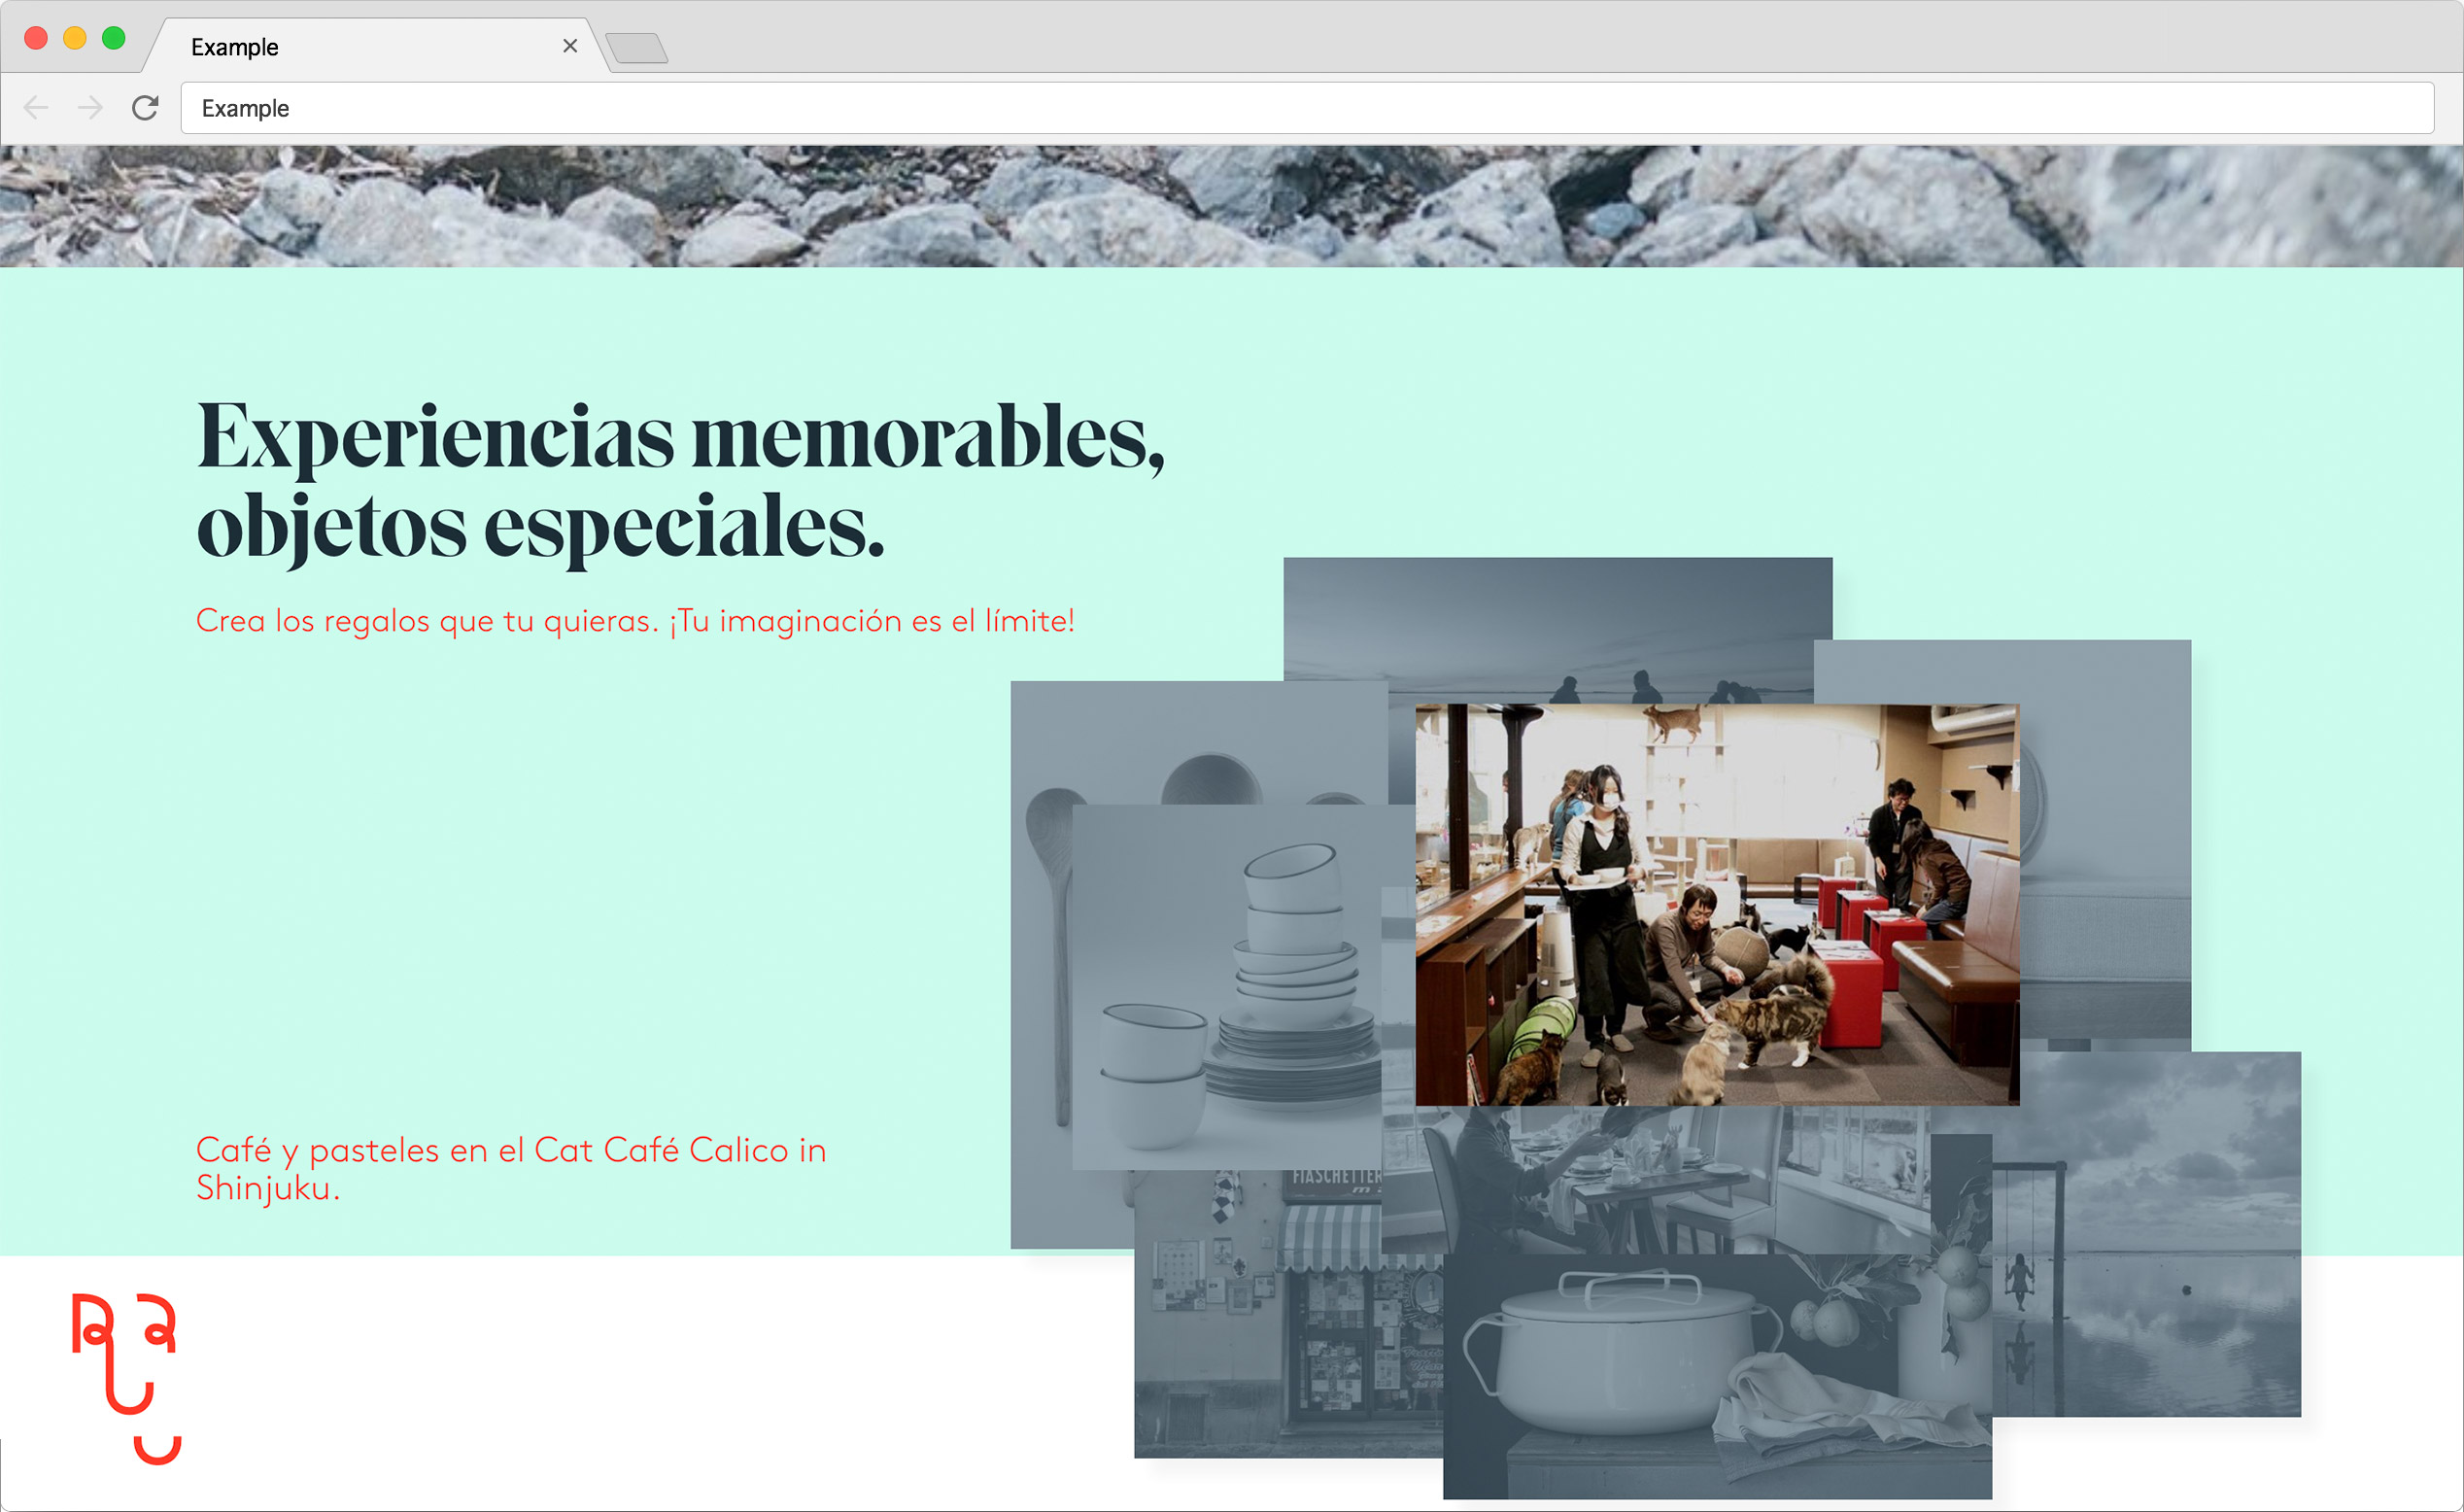 Example
Example
Experiencias memorables,
objetos especiales.
Crea los regalos que tu quieras. ¡Tu imaginación es el límite!
Café y pasteles en el Cat Café Calico in
Shinjuku.